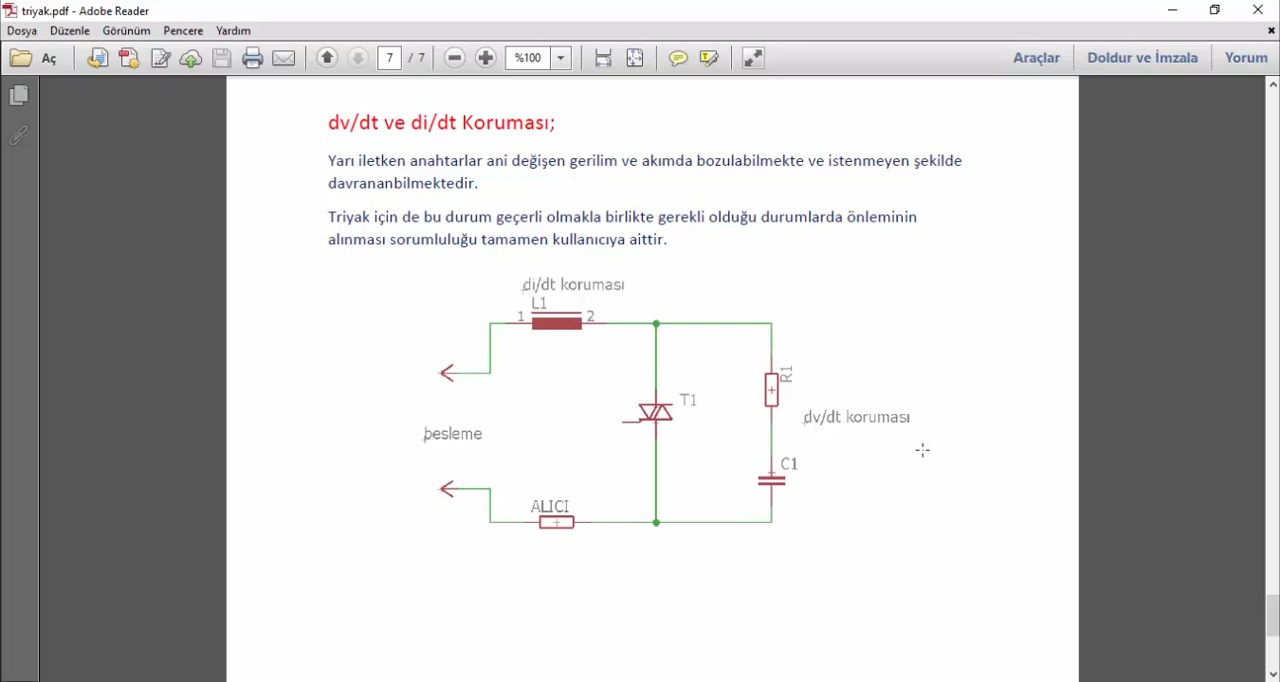 triyak.pdf - Adobe Reader
Dosya Düzenle Görünüm Pencere Yardım
Aç 7 / 7 %100 Araçlar Doldur ve İmzala Yorum
dv/dt ve di/dt Koruması;
Yarı iletken anahtarlar ani değişen gerilim ve akımda bozulabilmekte ve istenmeyen şekilde
davrananbilmektedir.
Triyak için de bu durum geçerli olmakla birlikte gerekli olduğu durumlarda önleminin
alınması sorumluluğu tamamen kullanıcıya aittir.
di/dt koruması
L1
1 2
R1
T1
dv/dt koruması
besleme
C1
ALICI